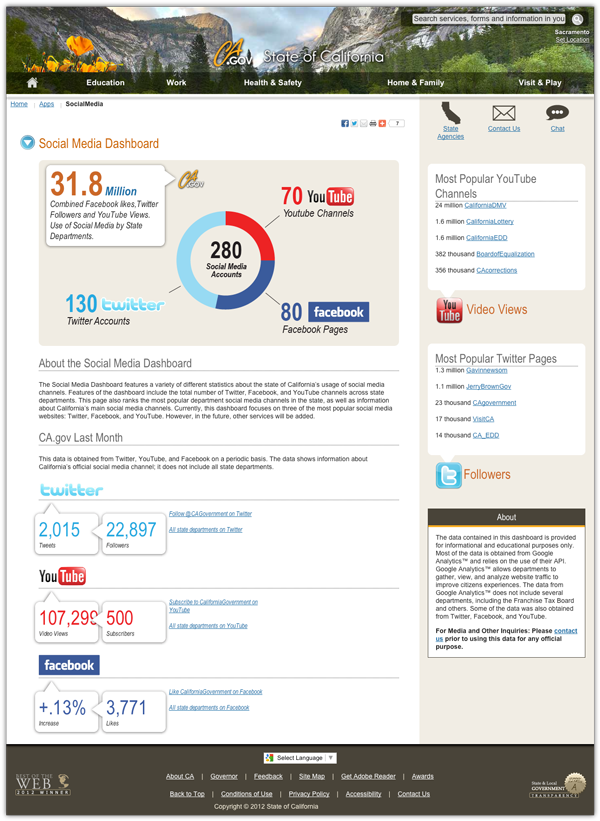 Search services, forms and information in you
Sacramento
Set Location
CA.GOV State of California
Education
Work
Health & Safety
Home & Family
Visit & Play
Home
Apps
SocialMedia
?
Social Media Dashboard
31.8 Million
Combined Facebook likes,Twitter
Followers and YouTube Views.
Use of Social Media by State
Departments.
CA.GOV
70 YouTube
Youtube Channels
280
Social Media
Accounts
130 twitter
Twitter Accounts
80 facebook
Facebook Pages
About the Social Media Dashboard
The Social Media Dashboard features a variety of different statistics about the state of California's usage of social media
channels. Features of the dashboard include the total number of Twitter, Facebook, and YouTube channels across state
departments. This page also ranks the most popular department social media channels in the state, as well as information
about California's main social media channels. Currently, this dashboard focuses on three of the most popular social media
websites: Twitter, Facebook, and YouTube. However, in the future, other services will be added.
CA.gov Last Month
This data is obtained from Twitter, YouTube, and Facebook on a periodic basis. The data shows information about
California's official social media channel; it does not include all state departments.
twitter
2,015
Tweets
22,897
Followers
Follow @CAGovernment on Twitter
All state departments on Twitter
YouTube
107,299
Video Views
500
Subscribers
Subscribe to CaliforniaGovernment on
YouTube
All state departments on YouTube
facebook
+.13%
Increase
3,771
Likes
Like CaliforniaGovernment on Facebook
All state departments on Facebook
State
Agencies
Contact Us
Chat
Most Popular YouTube
Channels
24 million CaliforniaDMV
1.6 million CaliforniaLottery
1.6 million CaliforniaEDD
382 thousand BoardofEqualization
356 thousand CAcorrections
YouTube
Video Views
Most Popular Twitter Pages
1.3 million Gavinnewsom
1.1 million JerryBrownGov
23 thousand CAgovernment
17 thousand VisitCA
14 thousand CA_EDD
t
Followers
About
The data contained in this dashboard is provided
for informational and educational purposes only.
Most of the data is obtained from Google
Analytics™ and relies on the use of their API.
Google Analytics™ allows departments to
gather, view, and analyze website traffic to
improve citizens experiences. The data from
Google Analytics™ does not include several
departments, including the Franchise Tax Board
and others. Some of the data was also obtained
from Twitter, Facebook, and YouTube.
For Media and Other Inquiries: Please contact
us prior to using this data for any official
purpose.
Select Language
BEST OF THE
WEB
2012 WINNER
About CA | Governor | Feedback | Site Map | Get Adobe Reader | Awards
Back to Top | Conditions of Use | Privacy Policy | Accessibility | Contact Us
Copyright © 2012 State of California
State & Local
GOVERNMENT
TRANSPARENCY